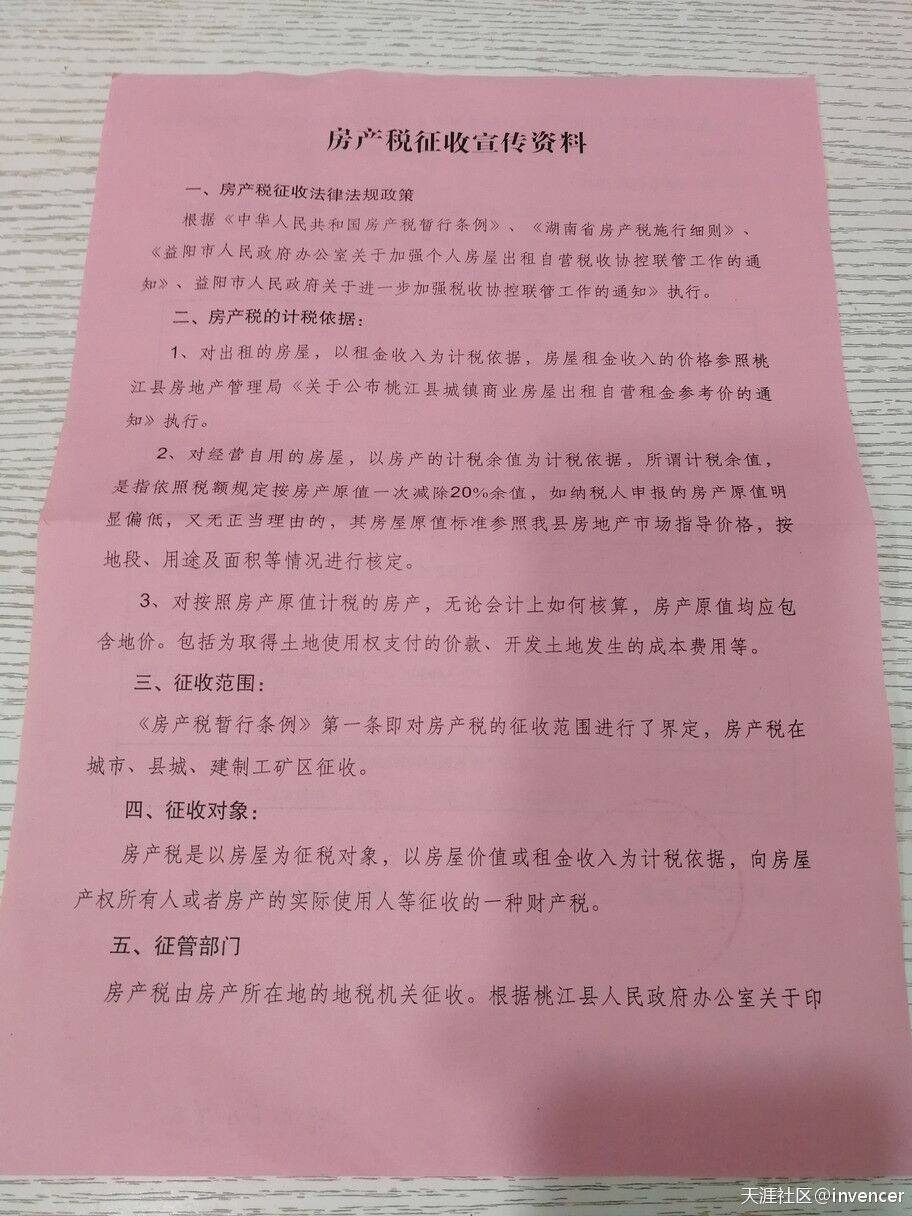 房产税征收宣传资料
一、房产税征收法律法规政策
根据《中华人民共和国房产税暂行条例》、《湖南省房产税施行细则》、
《益阳市人民政府办公室关于加强个人房屋出租自营税收协控联管工作的通
知》、益阳市人民政府关于进一步加强税收协控联管工作的通知》执行。
二、房产税的计税依据：
1、对出租的房屋，以租金收入为计税依据，房屋租金收入的价格参照桃
江县房地产管理局《关于公布桃江县城镇商业房屋出租自营租金参考价的通
知》执行。
2、对经营自用的房屋，以房产的计税余值为计税依据，所谓计税余值，
是指依照税额规定按房产原值一次减除20%余值，如纳税人申报的房产原值明
显偏低，又无正当理由的，其房屋原值标准参照我县房地产市场指导价格，按
地段、用途及面积等情况进行核定。
3、对按照房产原值计税的房产，无论会计上如何核算，房产原值均应包
含地价。包括为取得土地使用权支付的价款、开发土地发生的成本费用等。
三、征收范围：
《房产税暂行条例》第一条即对房产税的征收范围进行了界定，房产税在
城市、县城、建制工矿区征收。
四、征收对象：
房产税是以房屋为征税对象，以房屋价值或租金收入为计税依据，向房屋
产权所有人或者房产的实际使用人等征收的一种财产税。
五、征管部门
房产税由房产所在地的地税机关征收。根据桃江县人民政府办公室关于印
天涯社区@invencer